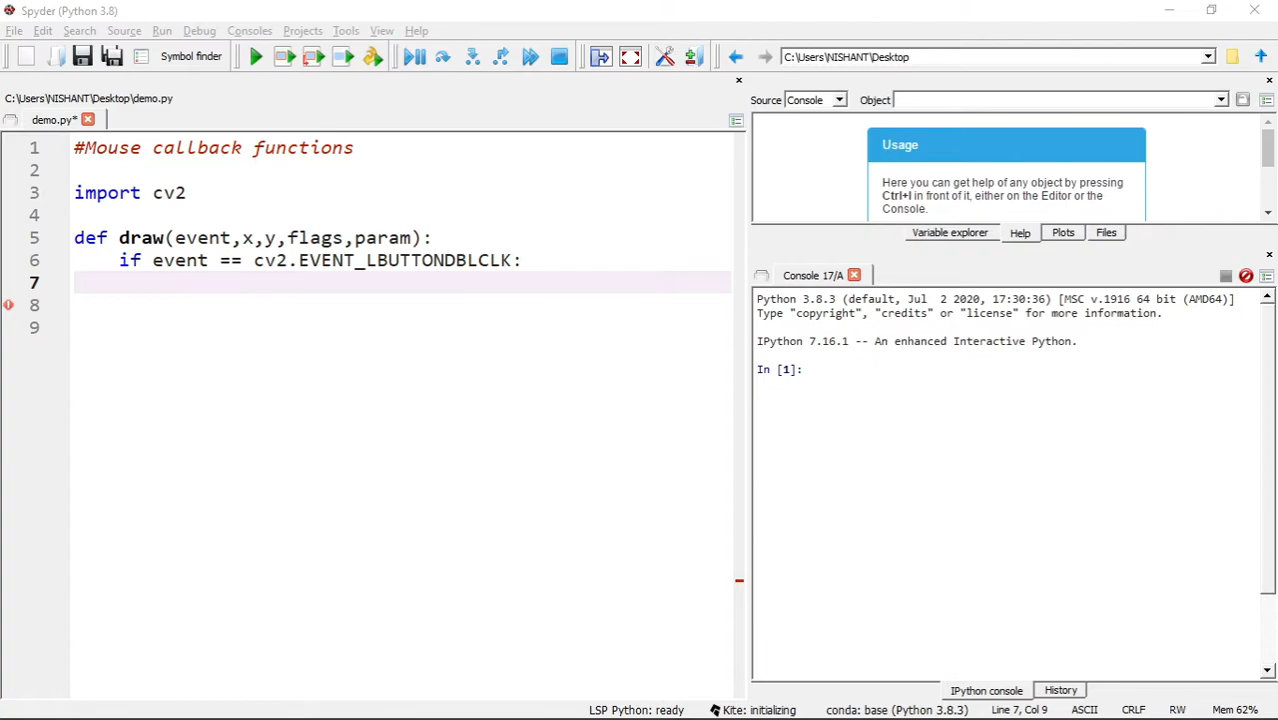 Spyder (Python 3.8)
File Edit Search Source Run Debug Consoles Projects Tools View Help
Symbol finder
C:\Users\NISHANT\Desktop
C:\Users\NISHANT\Desktop\demo.py
demo.py*
1 #Mouse callback functions
2
3 import cv2
4
5 def draw(event,x,y,flags,param):
6 if event == cv2.EVENT_LBUTTONDBLCLK:
7
8
9
Source Console Object
Usage
Here you can get help of any object by pressing
Ctrl+I in front of it, either on the Editor or the
Console.
Variable explorer Help Plots Files
Console 17/A
Python 3.8.3 (default, Jul 2 2020, 17:30:36) [MSC v.1916 64 bit (AMD64)]
Type "copyright", "credits" or "license" for more information.
IPython 7.16.1 -- An enhanced Interactive Python.
In [1]:
IPython console History
LSP Python: ready Kite: initializing conda: base (Python 3.8.3) Line 7, Col 9 ASCII CRLF RW Mem 62%